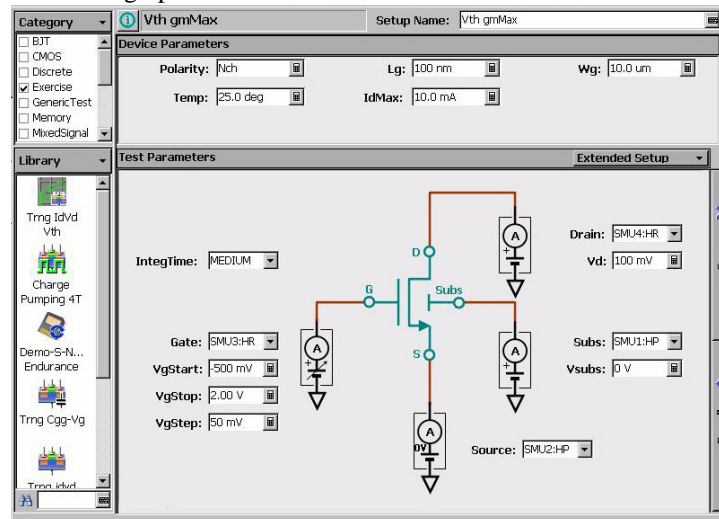 Category
Vth gmMax
Setup Name: Vth gmMax
BJT
CMOS
Discrete
Exercise
GenericTest
Memory
MixedSignal
Device Parameters
Polarity: Nch
Lg: 100 nm
Wg: 10.0 um
Temp: 25.0 deg
IdMax: 10.0 mA
Library
Test Parameters
Extended Setup
Trng IdVd
Vth
Charge
Pumping 4T
Demo-S-N...
Endurance
Trng Cgg-Vg
Trng idvd
IntegTime: MEDIUM
Gate: SMU3:HR
VgStart: -500 mV
VgStop: 2.00 V
VgStep: 50 mV
D
G
Subs
S
A
A
A
A
0V
Drain: SMU4:HR
Vd: 100 mV
Subs: SMU1:HP
Vsubs: 0 V
Source: SMU2:HP